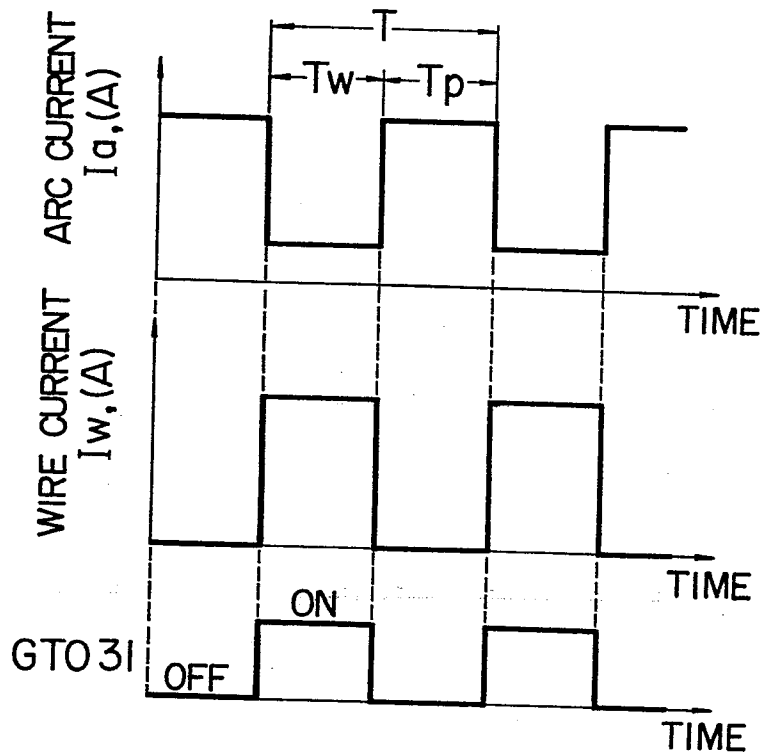 T
Tw
Tp
ARC CURRENT
Ia,(A)
TIME
WIRE CURRENT
Iw,(A)
TIME
ON
GTO 31
OFF
TIME